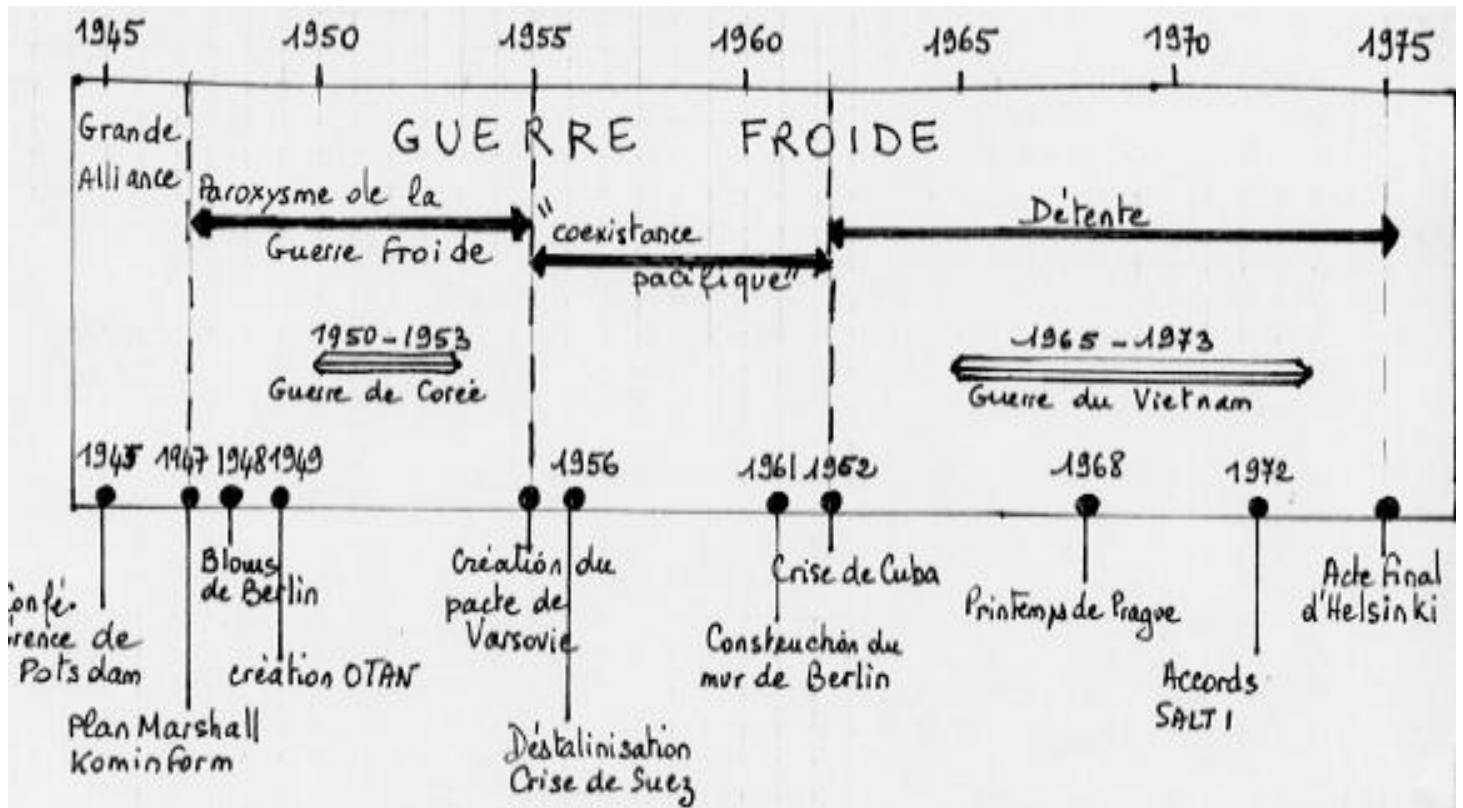 1945 1950 1955 1960 1965 1970 1975
Grande
Alliance
GUERRE FROIDE
Paroxysme de la
Guerre Froide
"coexistance
pacifique"
Détente
1950-1953
Guerre de Corée
1965-1973
Guerre du Vietnam
1945 1947 1948 1949 1956 1961 1962 1968 1972
Confé.
rence de
Potsdam
Plan Marshall
Kominform
Blocus
de Berlin
création OTAN
Création du
pacte de
Varsovie
Déstalinisation
Crise de Suez
Construction du
mur de Berlin
Crise de Cuba
Printemps de Prague
Accords
SALT I
Acte final
d'Helsinki